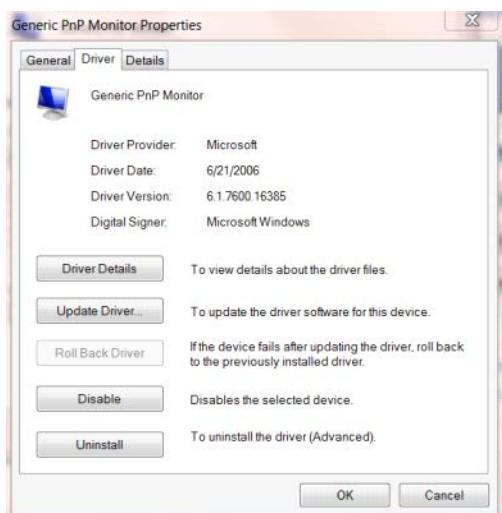 Generic PnP Monitor Properties
General Driver Details
Generic PnP Monitor
Driver Provider: Microsoft
Driver Date: 6/21/2006
Driver Version: 6.1.7600.16385
Digital Signer: Microsoft Windows
Driver Details To view details about the driver files.
Update Driver... To update the driver software for this device.
Roll Back Driver If the device fails after updating the driver, roll back
to the previously installed driver.
Disable Disables the selected device.
Uninstall To uninstall the driver (Advanced).
OK Cancel